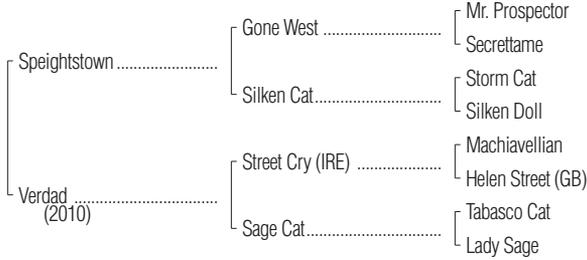 Mr. Prospector
Gone West
Secrettame
Speightstown
Storm Cat
Silken Cat
Silken Doll
Machiavellian
Street Cry (IRE)
Helen Street (GB)
Verdad
(2010)
Tabasco Cat
Sage Cat
Lady Sage